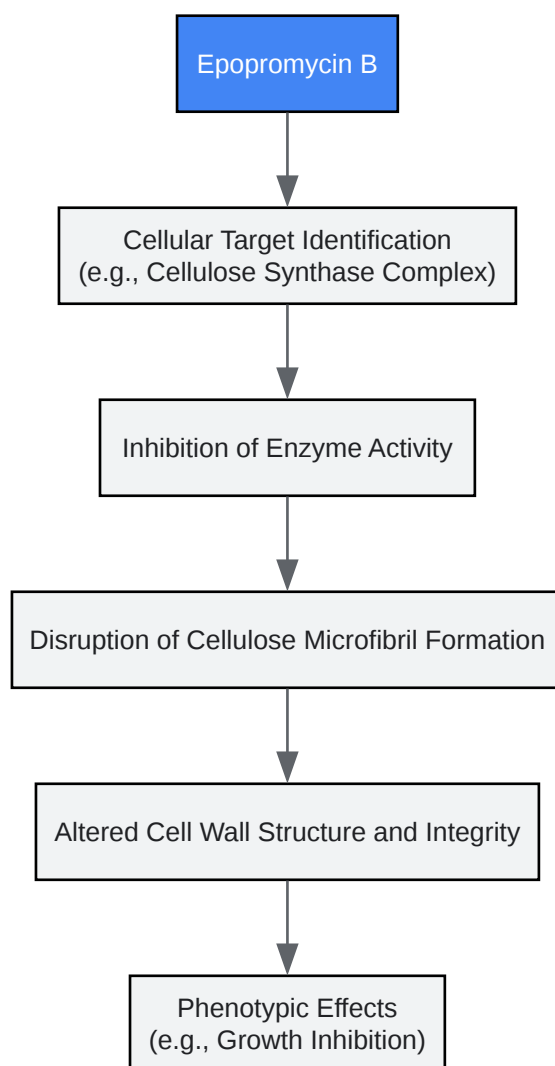 Epopromycin B
Cellular Target Identification
(e.g., Cellulose Synthase Complex)
Inhibition of Enzyme Activity
Disruption of Cellulose Microfibril Formation
Altered Cell Wall Structure and Integrity
Phenotypic Effects
(e.g., Growth Inhibition)